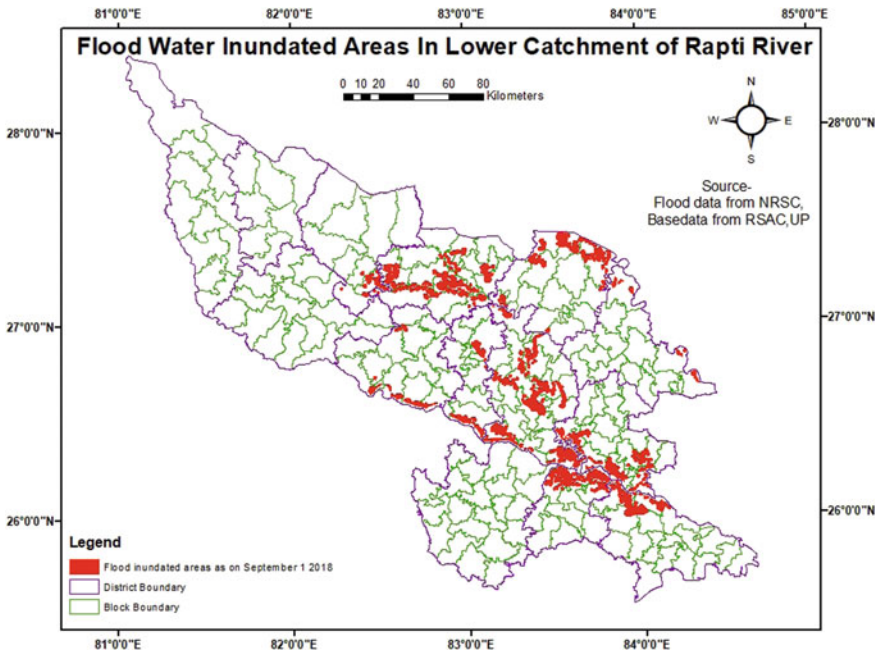 81°0'0"E 82°0'0"E 83°0'0"E 84°0'0"E 85°0'0"E
Flood Water Inundated Areas In Lower Catchment of Rapti River
0 10 20 40 60 80
Kilometers
N
W E
S
28°0'0"N 28°0'0"N
Source-
Flood data from NRSC,
Basedata from RSAC,UP
27°0'0"N 27°0'0"N
26°0'0"N 26°0'0"N
Legend
Flood inundated areas as on September 1 2018
District Boundary
Block Boundary
81°0'0"E 82°0'0"E 83°0'0"E 84°0'0"E